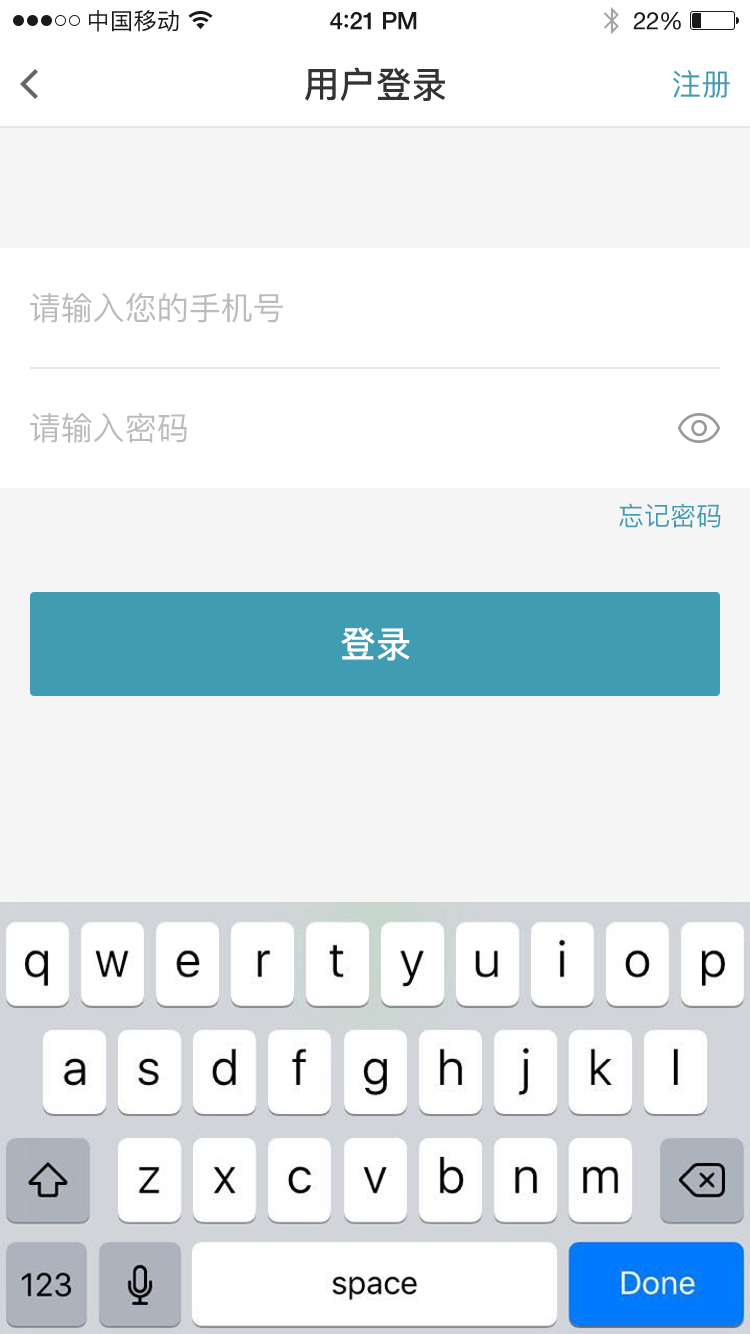 中国移动 4:21 PM 22%
用户登录 注册
请输入您的手机号
请输入密码
忘记密码
登录
q w e r t y u i o p
a s d f g h j k l
z x c v b n m
123 space Done